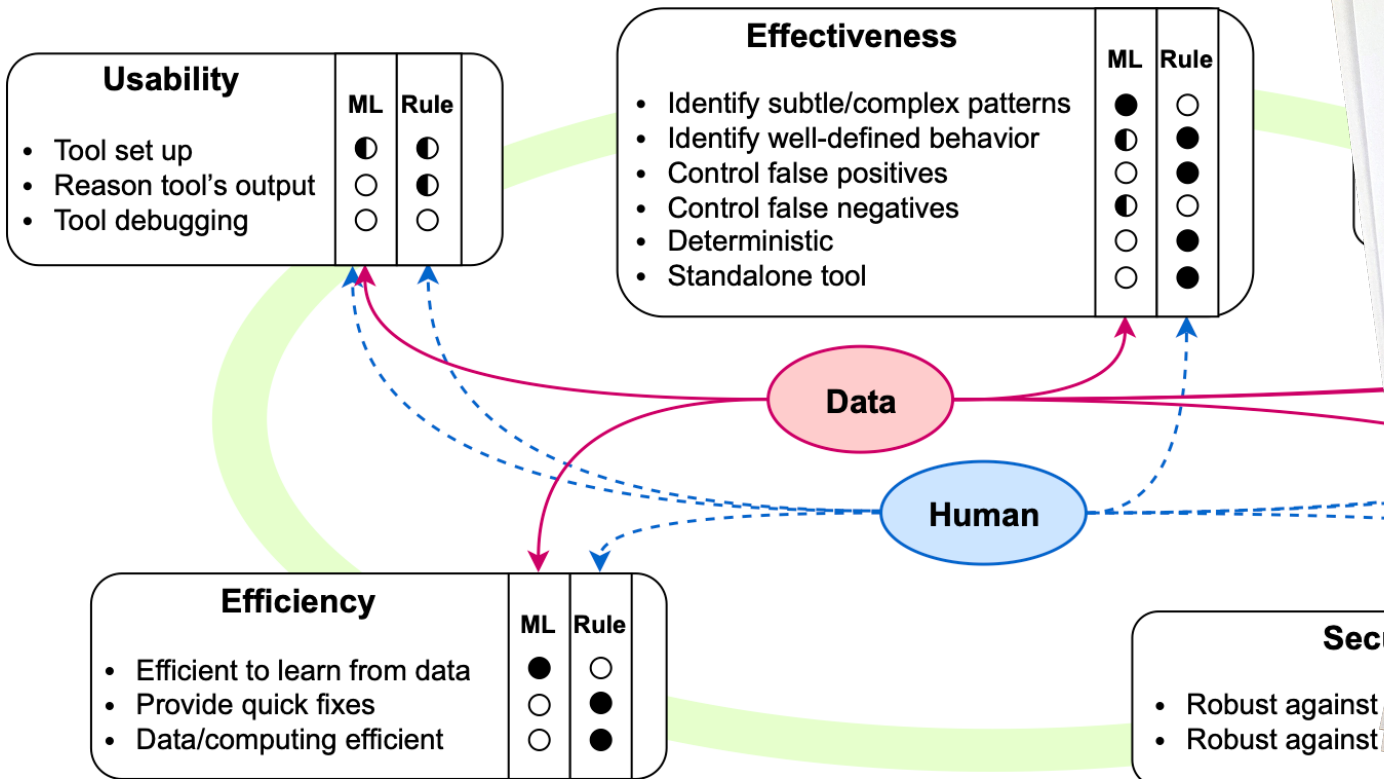 Usability
ML Rule
• Tool set up
• Reason tool's output
• Tool debugging
Effectiveness
ML Rule
• Identify subtle/complex patterns
• Identify well-defined behavior
• Control false positives
• Control false negatives
• Deterministic
• Standalone tool
Data
Human
Efficiency
ML Rule
• Efficient to learn from data
• Provide quick fixes
• Data/computing efficient
• Robust against
• Robust against